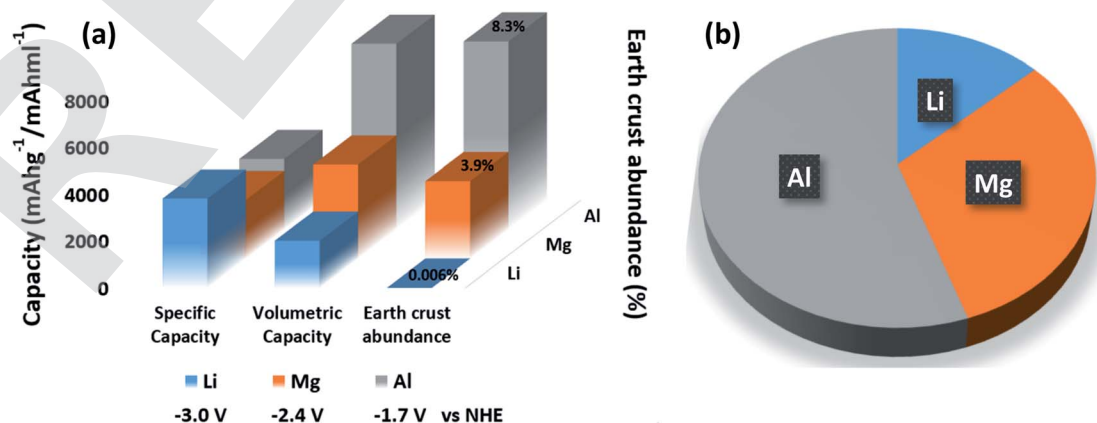 (a)
Capacity (mAhg-1/mAhml-1)
8000
6000
4000
2000
0
8.3%
3.9%
0.006%
Al
Mg
Li
Specific Capacity
Volumetric Capacity
Earth crust abundance
Li Mg Al
-3.0 V -2.4 V -1.7 V vs NHE
Earth crust abundance (%)
(b)
Li
Al
Mg